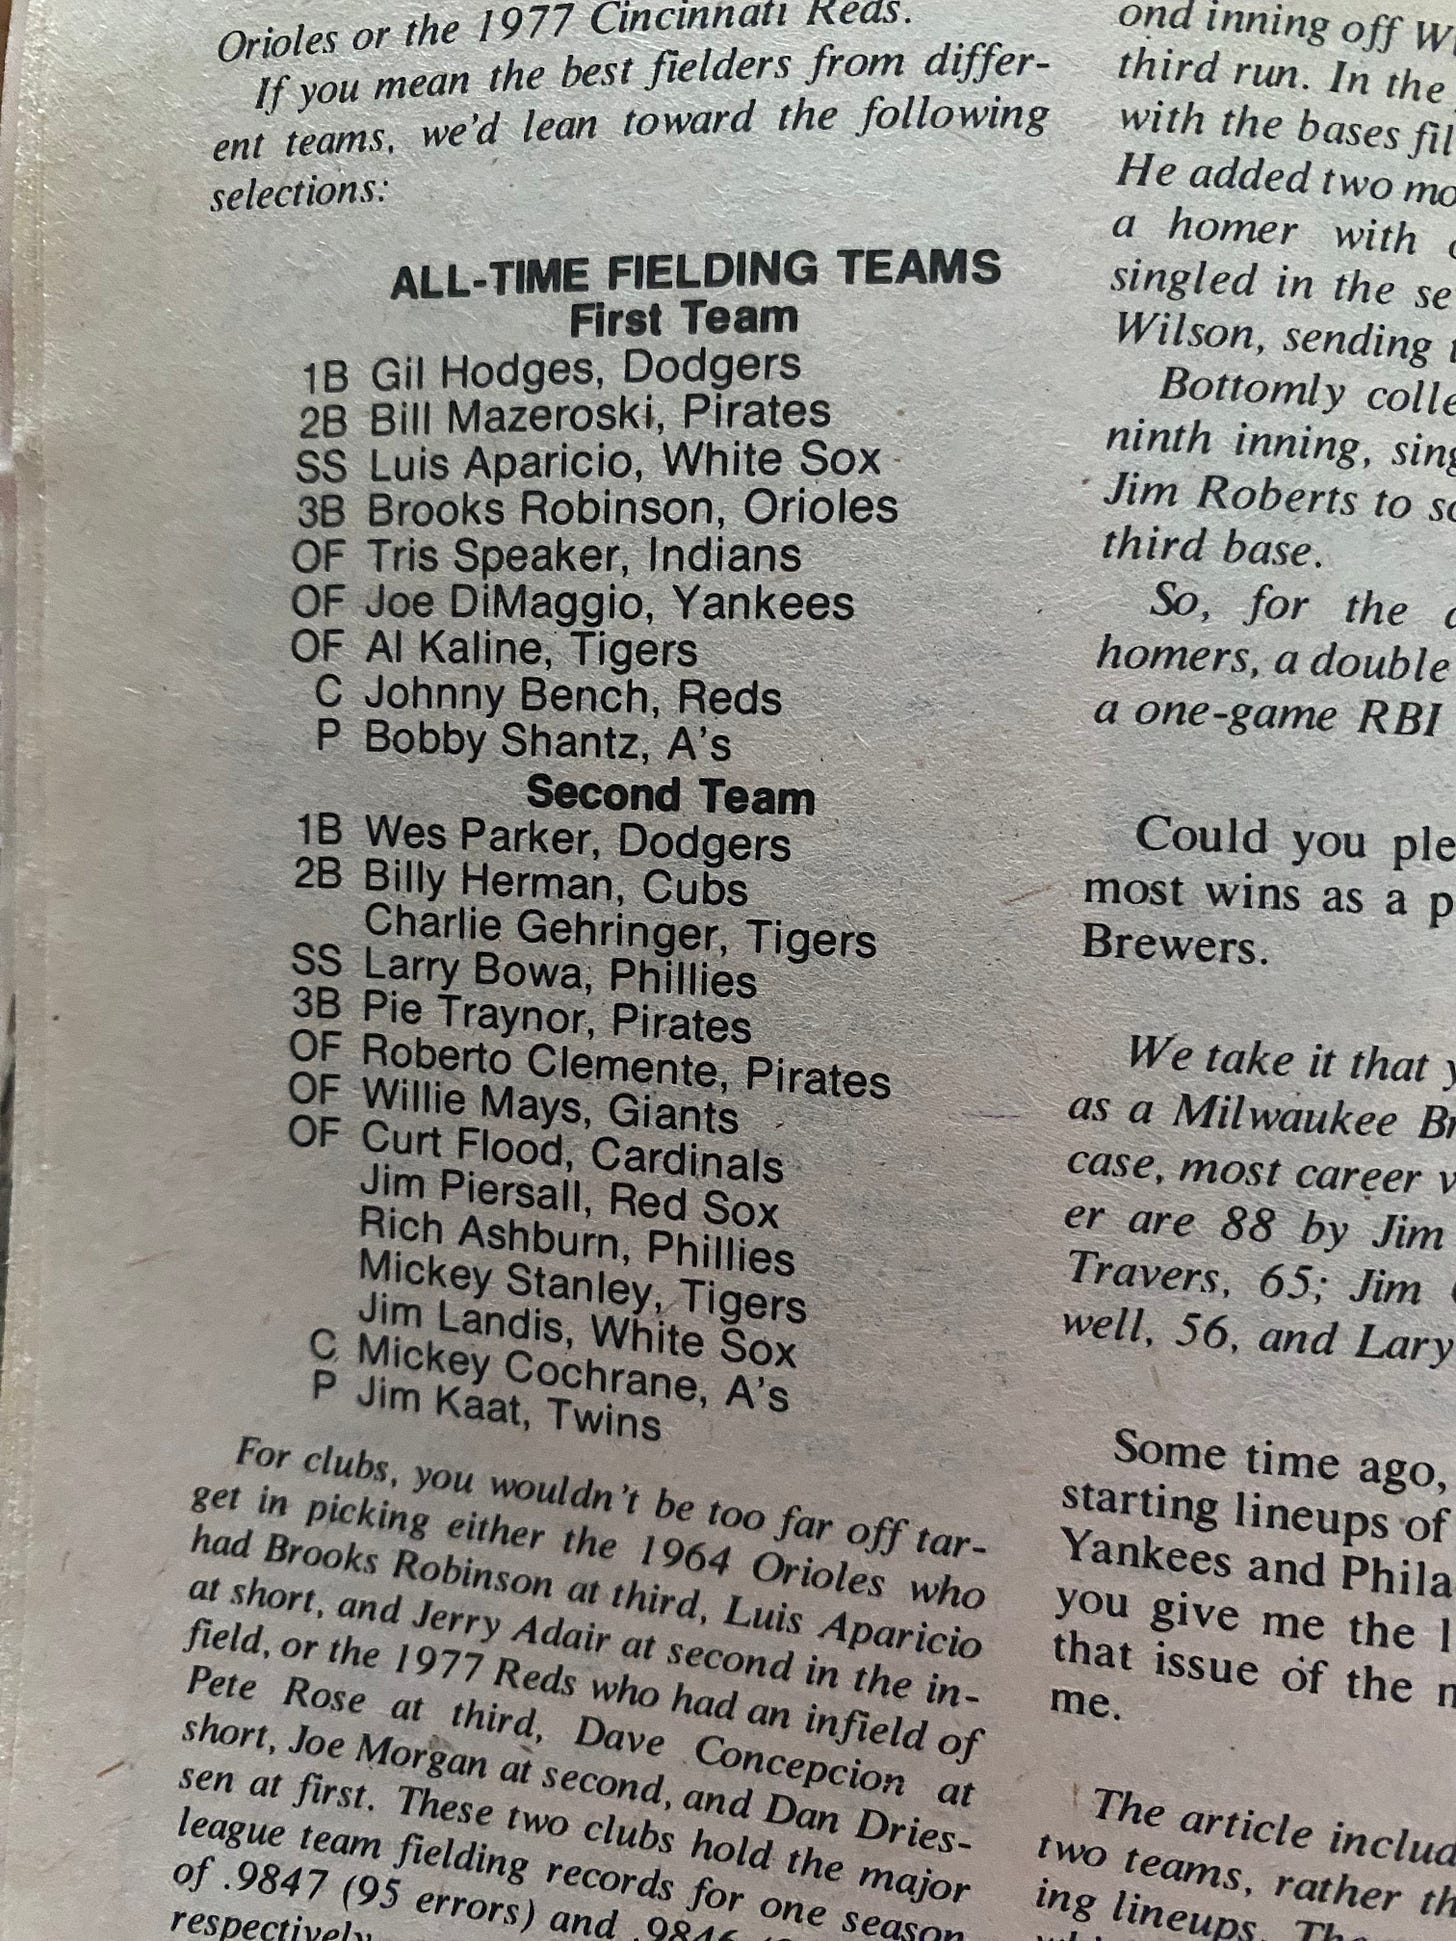 Orioles or the 1977 Cincinnati Reds.
If you mean the best fielders from differ-
ent teams, we'd lean toward the following
selections:
ALL-TIME FIELDING TEAMS
First Team
1B Gil Hodges, Dodgers
2B Bill Mazeroski, Pirates
SS Luis Aparicio, White Sox
3B Brooks Robinson, Orioles
OF Tris Speaker, Indians
OF Joe DiMaggio, Yankees
OF Al Kaline, Tigers
C Johnny Bench, Reds
P Bobby Shantz, A's
Second Team
1B Wes Parker, Dodgers
2B Billy Herman, Cubs
Charlie Gehringer, Tigers
SS Larry Bowa, Phillies
3B Pie Traynor, Pirates
OF Roberto Clemente, Pirates
OF Willie Mays, Giants
OF Curt Flood, Cardinals
Jim Piersall, Red Sox
Rich Ashburn, Phillies
Mickey Stanley, Tigers
Jim Landis, White Sox
C Mickey Cochrane, A's
P Jim Kaat, Twins
For clubs, you wouldn't be too far off tar-
get in picking either the 1964 Orioles who
had Brooks Robinson at third, Luis Aparicio
at short, and Jerry Adair at second in the in-
field, or the 1977 Reds who had an infield of
Pete Rose at third, Dave Concepcion at
short, Joe Morgan at second, and Dan Dries-
sen at first. These two clubs hold the major
league team fielding records for one season
of .9847 (95 errors) and .9846
respectively
ond inning off
third run. In the
with the bases
He added two
a homer with
singled in the
Wilson, sending
Bottomly
ninth inning,
Jim Roberts to
third base.
So, for the
homers, a double
a one-game RBI
Could you
most wins as a
Brewers.
We take it that
as a Milwaukee
case, most career
er are 88 by Jim
Travers, 65; Jim
well, 56, and Lary
Some time ago,
starting lineups of
Yankees and
you give me the
that issue of the
me.
The article
two teams, rather
ing lineups.